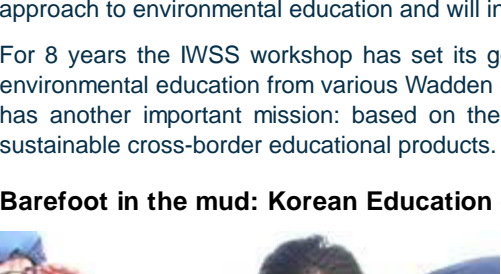 approach to environmental education and will in
For 8 years the IWSS workshop has set its g
environmental education from various Wadden
has another important mission: based on the
sustainable cross-border educational products.
Barefoot in the mud: Korean Education